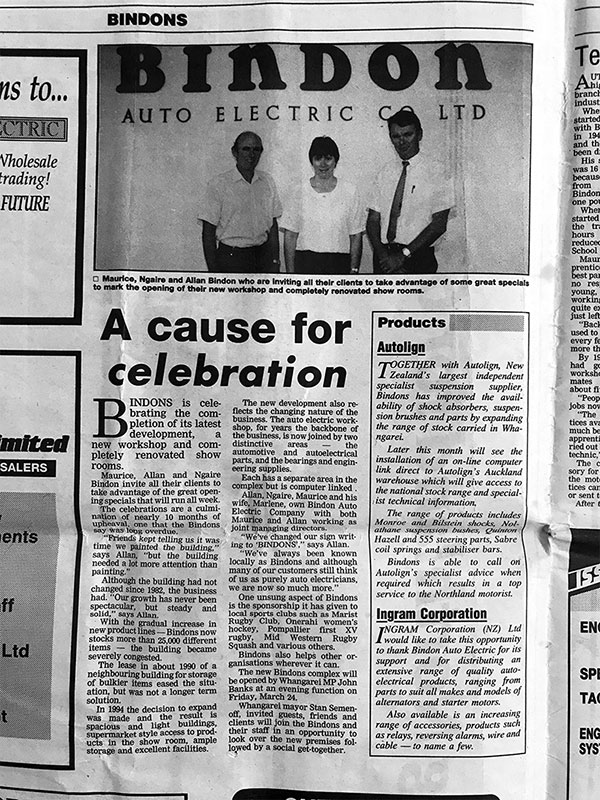 BINDONS
ns to...
ECTRIC
Wholesale
trading!
FUTURE
BINDON
AUTO ELECTRIC CO LTD
□ Maurice, Ngaire and Allan Bindon who are inviting all their clients to take advantage of some great specials
to mark the opening of their new workshop and completely renovated show rooms.
A cause for
celebration
BINDONS is cele-
brating the com-
pletion of its latest
development, a
new workshop and com-
pletely renovated show
rooms.
Maurice, Allan and Ngaire
Bindon invite all their clients to
take advantage of the great open-
ing specials that will run all week.
The celebrations are a culmi-
nation of nearly 10 months of
upheaval, one that the Bindons
say was long overdue.
"Friends kept telling us it was
time we painted the building,"
says Allan, "but the building
needed a lot more attention than
painting."
Although the building had not
changed since 1982, the business
had. "Our growth has never been
spectacular, but steady and
solid," says Allan.
With the gradual increase in
new product lines — Bindons now
stocks more than 25,000 different
items — the building became
severely congested.
The lease in about 1990 of a
neighbouring building for storage
of bulkier items eased the situ-
ation, but was not a longer term
solution.
In 1994 the decision to expand
was made and the result is
spacious and light buildings,
supermarket style access to prod-
ucts in the show room, ample
storage and excellent facilities.
The new development also re-
flects the changing nature of the
business. The auto electric work-
shop, for years the backbone of
the business, is now joined by two
distinctive areas — the
automotive and autoelectrical
parts, and the bearings and engin-
eering supplies.
Each has a separate area in the
complex but is computer linked.
Allan, Ngaire, Maurice and his
wife, Marlene, own Bindon Auto
Electric Company with both
Maurice and Allan working as
joint managing directors.
"We've changed our sign writ-
ing to 'BINDONS'," says Allan.
"We've always been known
locally as Bindons and although
many of our customers still think
of us as purely auto electricians,
we are now so much more."
One unsung aspect of Bindons
is the sponsorship it has given to
local sports clubs such as Marist
Rugby Club, Onerahi women's
hockey, Pompallier first XV
rugby, Mid Western Rugby
Squash and various others.
Bindons also helps other or-
ganisations wherever it can.
The new Bindons complex will
be opened by Whangarei MP John
Banks at an evening function on
Friday, March 24.
Whangarei mayor Stan Semen-
off, invited guests, friends and
clients will join the Bindons and
their staff in an opportunity to
look over the new premises fol-
lowed by a social get-together.
Products
Autolign
TOGETHER with Autolign, New
Zealand's largest independent
specialist suspension supplier,
Bindons has improved the avail-
ability of shock absorbers, suspen-
sion brushes and parts by expanding
the range of stock carried in Wha-
ngarei.
Later this month will see the
installation of an on-line computer
link direct to Autolign's Auckland
warehouse which will give access to
the national stock range and special-
ist technical information.
The range of products includes
Monroe and Bilstein shocks, Nol-
athane suspension bushes, Quinton
Hazell and 555 steering parts, Sabre
coil springs and stabiliser bars.
Bindons is able to call on
Autolign's specialist advice when
required which results in a top
service to the Northland motorist.
Ingram Corporation
INGRAM Corporation (NZ) Ltd
would like to take this opportunity
to thank Bindon Auto Electric for its
support and for distributing an
extensive range of quality auto-
electrical products, ranging from
parts to suit all makes and models of
alternators and starter motors.
Also available is an increasing
range of accessories, products such
as relays, reversing alarms, wire and
cable — to name a few.
imited
SALERS
ments
ff
Ltd